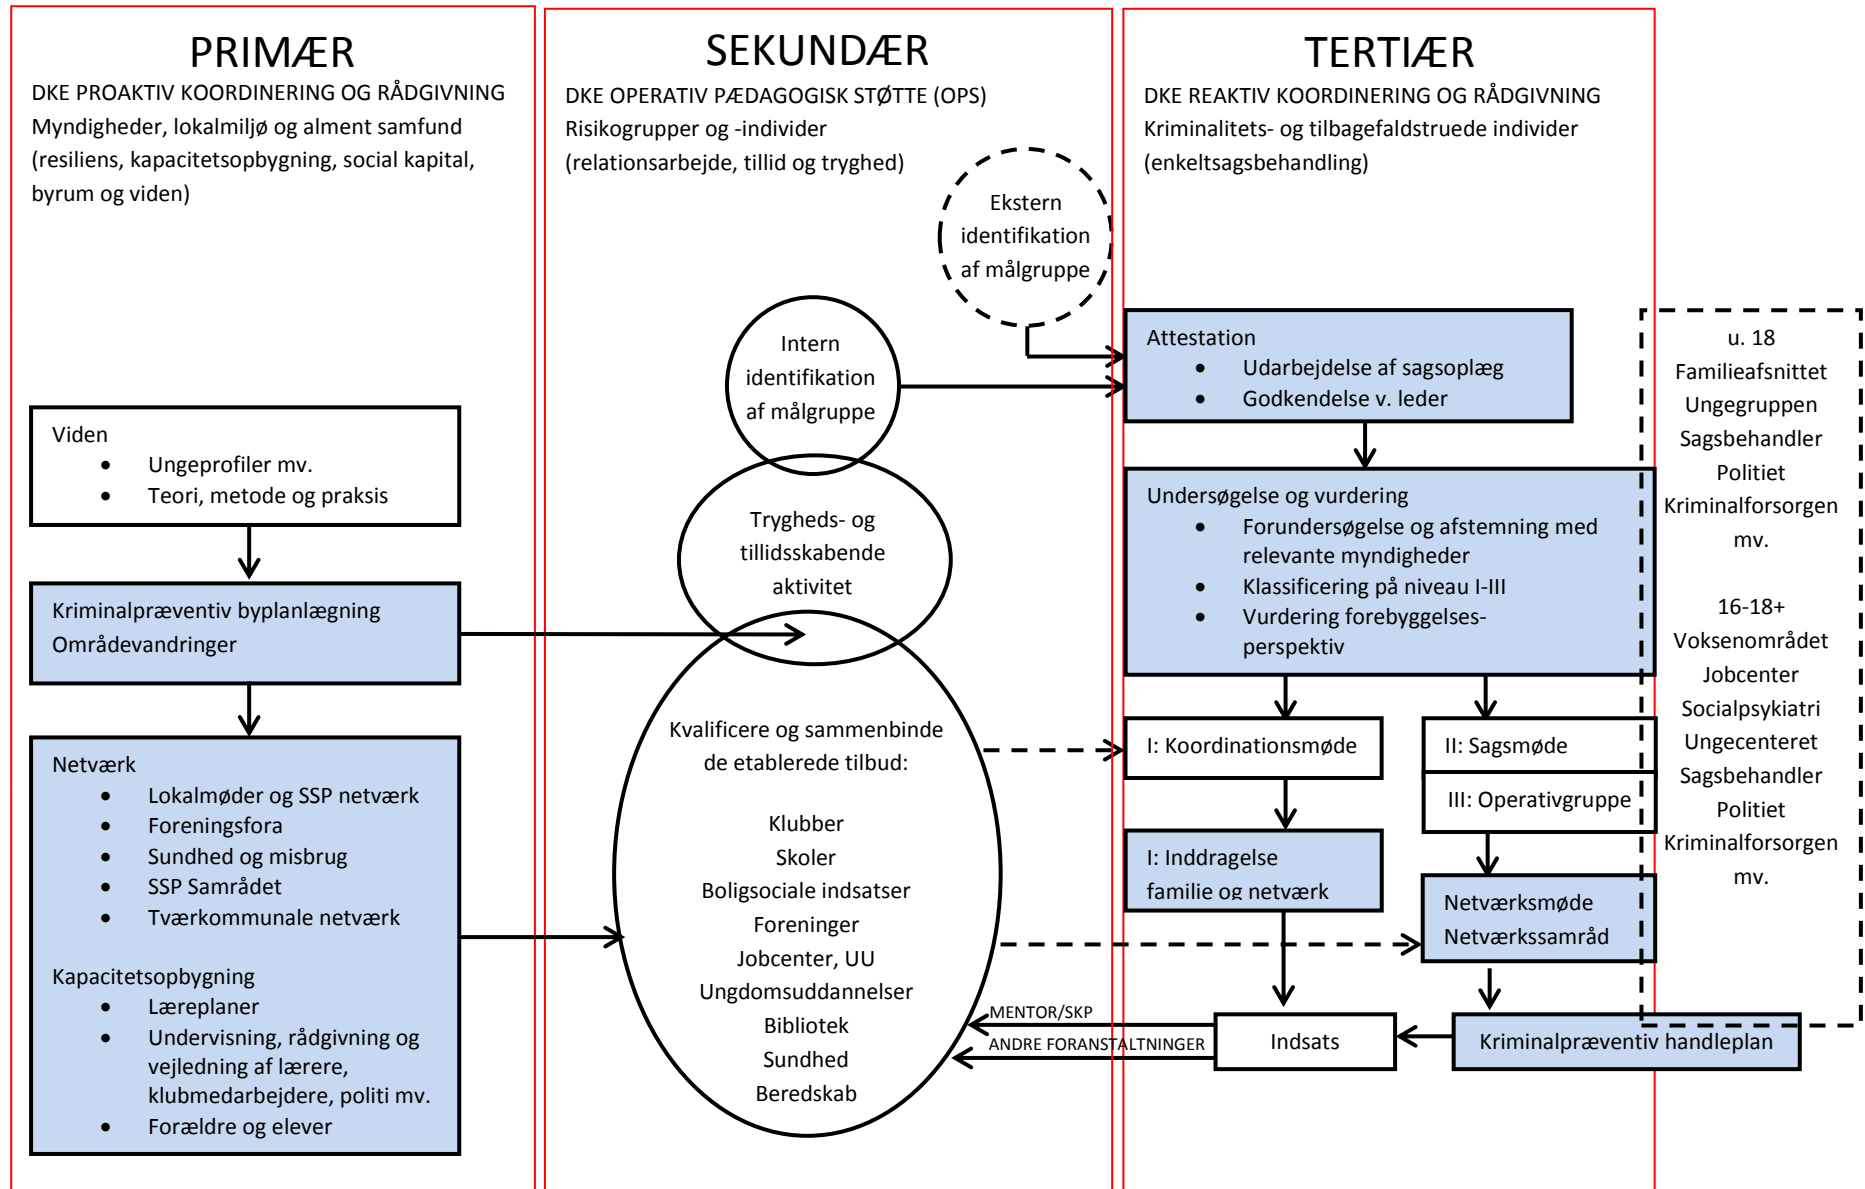 PRIMÆR
DKE PROAKTIV KOORDINERING OG RÅDGIVNING
Myndigheder, lokalmiljø og alment samfund
(resiliens, kapacitetsopbygning, social kapital,
byrum og viden)
Viden
• Ungeprofiler mv.
• Teori, metode og praksis
Kriminalpræventiv byplanlægning
Områdevandringer
Netværk
• Lokalmøder og SSP netværk
• Foreningsfora
• Sundhed og misbrug
• SSP Samrådet
• Tværkommunale netværk
Kapacitetsopbygning
• Læreplaner
• Undervisning, rådgivning og
vejledning af lærere,
klubmedarbejdere, politi mv.
• Forældre og elever
SEKUNDÆR
DKE OPERATIV PÆDAGOGISK STØTTE (OPS)
Risikogrupper og -individer
(relationsarbejde, tillid og tryghed)
Ekstern
identifikation
af målgruppe
Intern
identifikation
af målgruppe
Trygheds- og
tillidsskabende
aktivitet
Kvalificere og sammenbinde
de etablerede tilbud:
Klubber
Skoler
Boligsociale indsatser
Foreninger
Jobcenter, UU
Ungdomsuddannelser
Bibliotek
Sundhed
Beredskab
MENTOR/SKP
ANDRE FORANSTALTNINGER
TERTIÆR
DKE REAKTIV KOORDINERING OG RÅDGIVNING
Kriminalitets- og tilbagefaldstruede individer
(enkeltsagsbehandling)
Attestation
• Udarbejdelse af sagsoplæg
• Godkendelse v. leder
Undersøgelse og vurdering
• Forundersøgelse og afstemning med
relevante myndigheder
• Klassificering på niveau I-III
• Vurdering forebyggelses-
perspektiv
I: Koordinationsmøde
II: Sagsmøde
III: Operativgruppe
I: Inddragelse
familie og netværk
Netværksmøde
Netværkssamråd
Indsats
Kriminalpræventiv handleplan
u. 18
Familieafsnittet
Ungegruppen
Sagsbehandler
Politiet
Kriminalforsorgen
mv.
16-18+
Voksenområdet
Jobcenter
Socialpsykiatri
Ungecenteret
Sagsbehandler
Politiet
Kriminalforsorgen
mv.